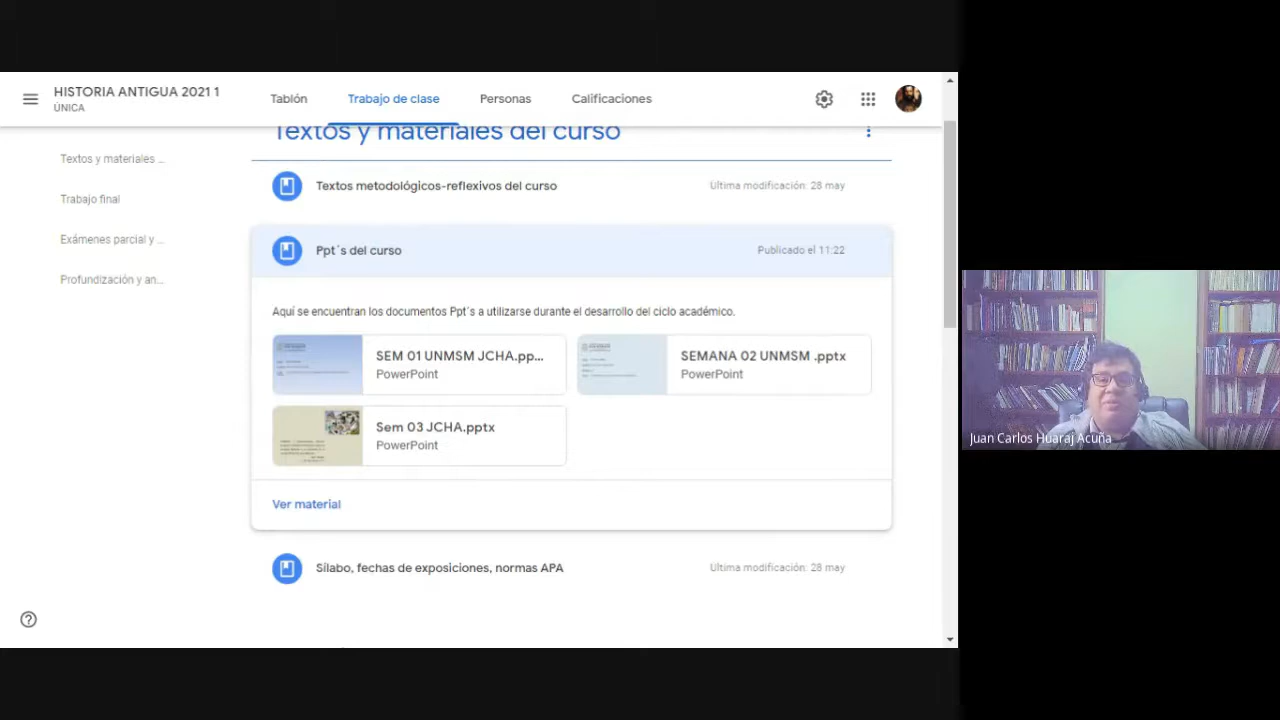 HISTORIA ANTIGUA 2021 1
ÚNICA
Tablón
Trabajo de clase
Personas
Calificaciones
Textos y materiales del curso
Textos y materiales ...
Trabajo final
Exámenes parcial y ...
Profundización y an...
Textos metodológicos-reflexivos del curso
Última modificación: 28 may
Ppt´s del curso
Publicado el 11:22
Aquí se encuentran los documentos Ppt´s a utilizarse durante el desarrollo del ciclo académico.
SEM 01 UNMSM JCHA.pp...
PowerPoint
SEMANA 02 UNMSM .pptx
PowerPoint
Sem 03 JCHA.pptx
PowerPoint
Ver material
Sílabo, fechas de exposiciones, normas APA
Última modificación: 28 may
Juan Carlos Huaraj Acuña